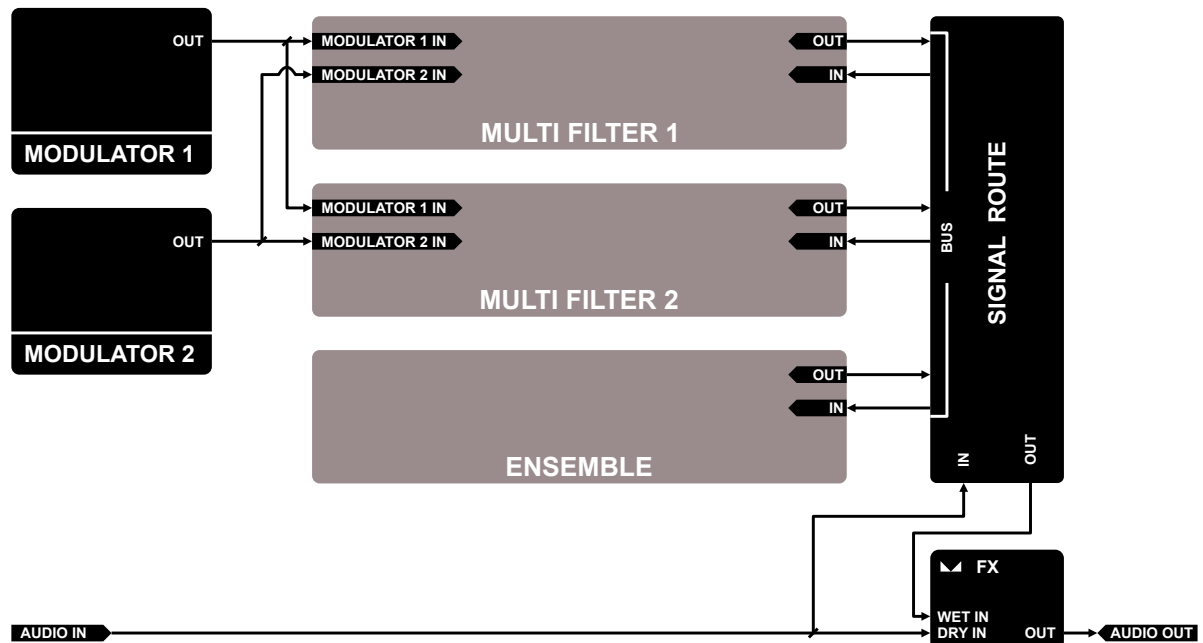 OUT
MODULATOR 1
OUT
MODULATOR 2
MODULATOR 1 IN
MODULATOR 2 IN
OUT
IN
MULTI FILTER 1
MODULATOR 1 IN
MODULATOR 2 IN
OUT
IN
MULTI FILTER 2
OUT
IN
ENSEMBLE
BUS
SIGNAL ROUTE
IN
OUT
FX
WET IN
DRY IN
OUT
AUDIO IN
AUDIO OUT